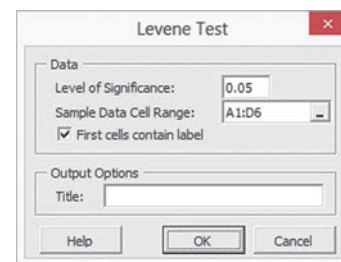 Levene Test
Data
Level of Significance: 0.05
Sample Data Cell Range: A1:D6
First cells contain label
Output Options
Title:
Help OK Cancel